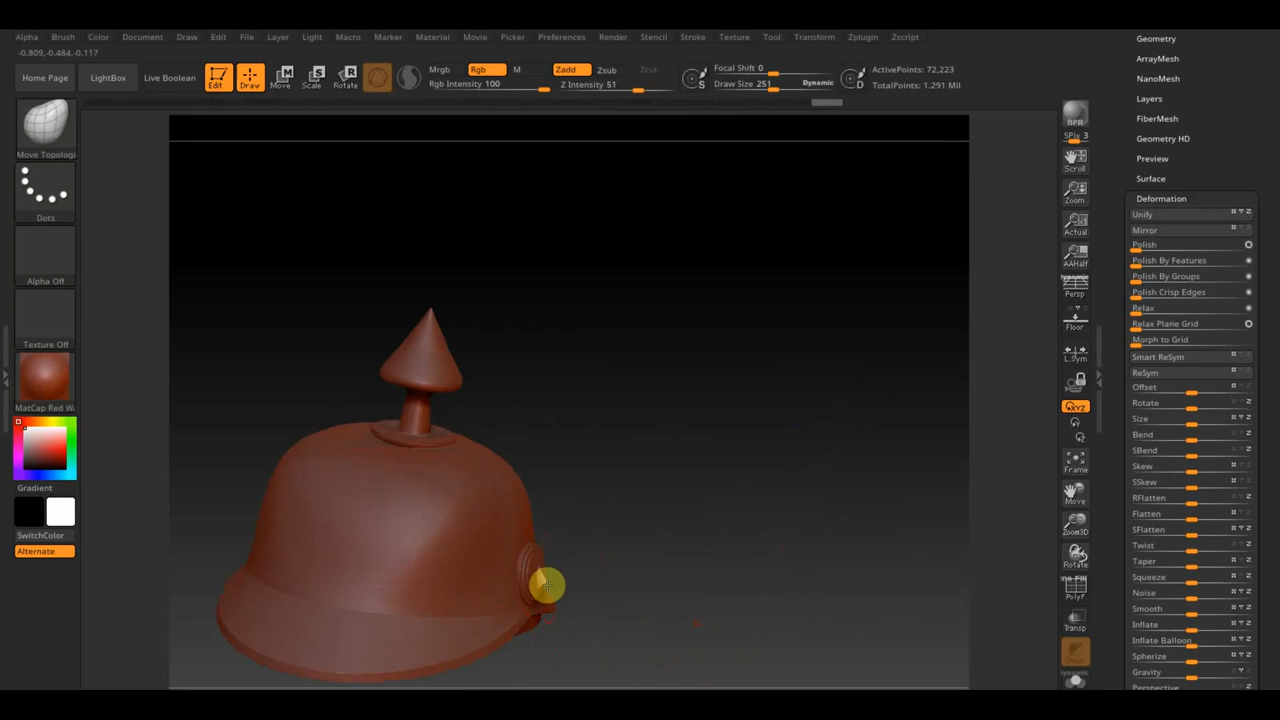 Alpha Brush Color Document Draw Edit File Layer Light Macro Marker Material Movie Picker Preferences Render Stencil Stroke Texture Tool Transform Zplugin Zscript
-0.809,-0.484,-0.117
Home Page LightBox Live Boolean Edit Draw Move Scale Rotate
Mrgb Rgb M Zadd Zsub Zcut
Rgb Intensity 100 Z Intensity 51
Focal Shift 0
Draw Size 251 Dynamic
S
D
ActivePoints: 72,223
TotalPoints: 1.291 Mil
Move Topologi
Dots
Alpha Off
Texture Off
MatCap Red W
Gradient
SwitchColor
Alternate
BPR
SPix 3
Scroll
Zoom
Actual
AAHalf
Dynamic
Persp
Floor
L.Sym
XYZ
Y
Z
Frame
Move
Zoom3D
Rotate
PolyF
Transp
Geometry
ArrayMesh
NanoMesh
Layers
FiberMesh
Geometry HD
Preview
Surface
Deformation
Unify
Mirror
Polish
Polish By Features
Polish By Groups
Polish Crisp Edges
Relax
Relax Plane Grid
Morph to Grid
Smart ReSym
ReSym
Offset
Rotate
Size
Bend
SBend
Skew
SSkew
RFlatten
Flatten
SFlatten
Twist
Taper
Squeeze
Noise
Smooth
Inflate
Inflate Balloon
Spherize
Gravity
Perspective